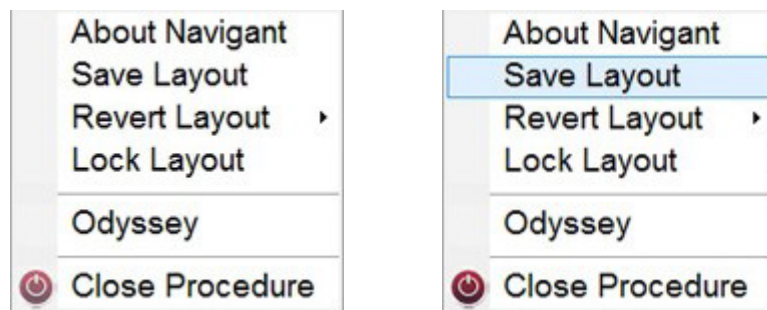 About Navigant
Save Layout
Revert Layout
Lock Layout
Odyssey
Close Procedure
About Navigant
Save Layout
Revert Layout
Lock Layout
Odyssey
Close Procedure